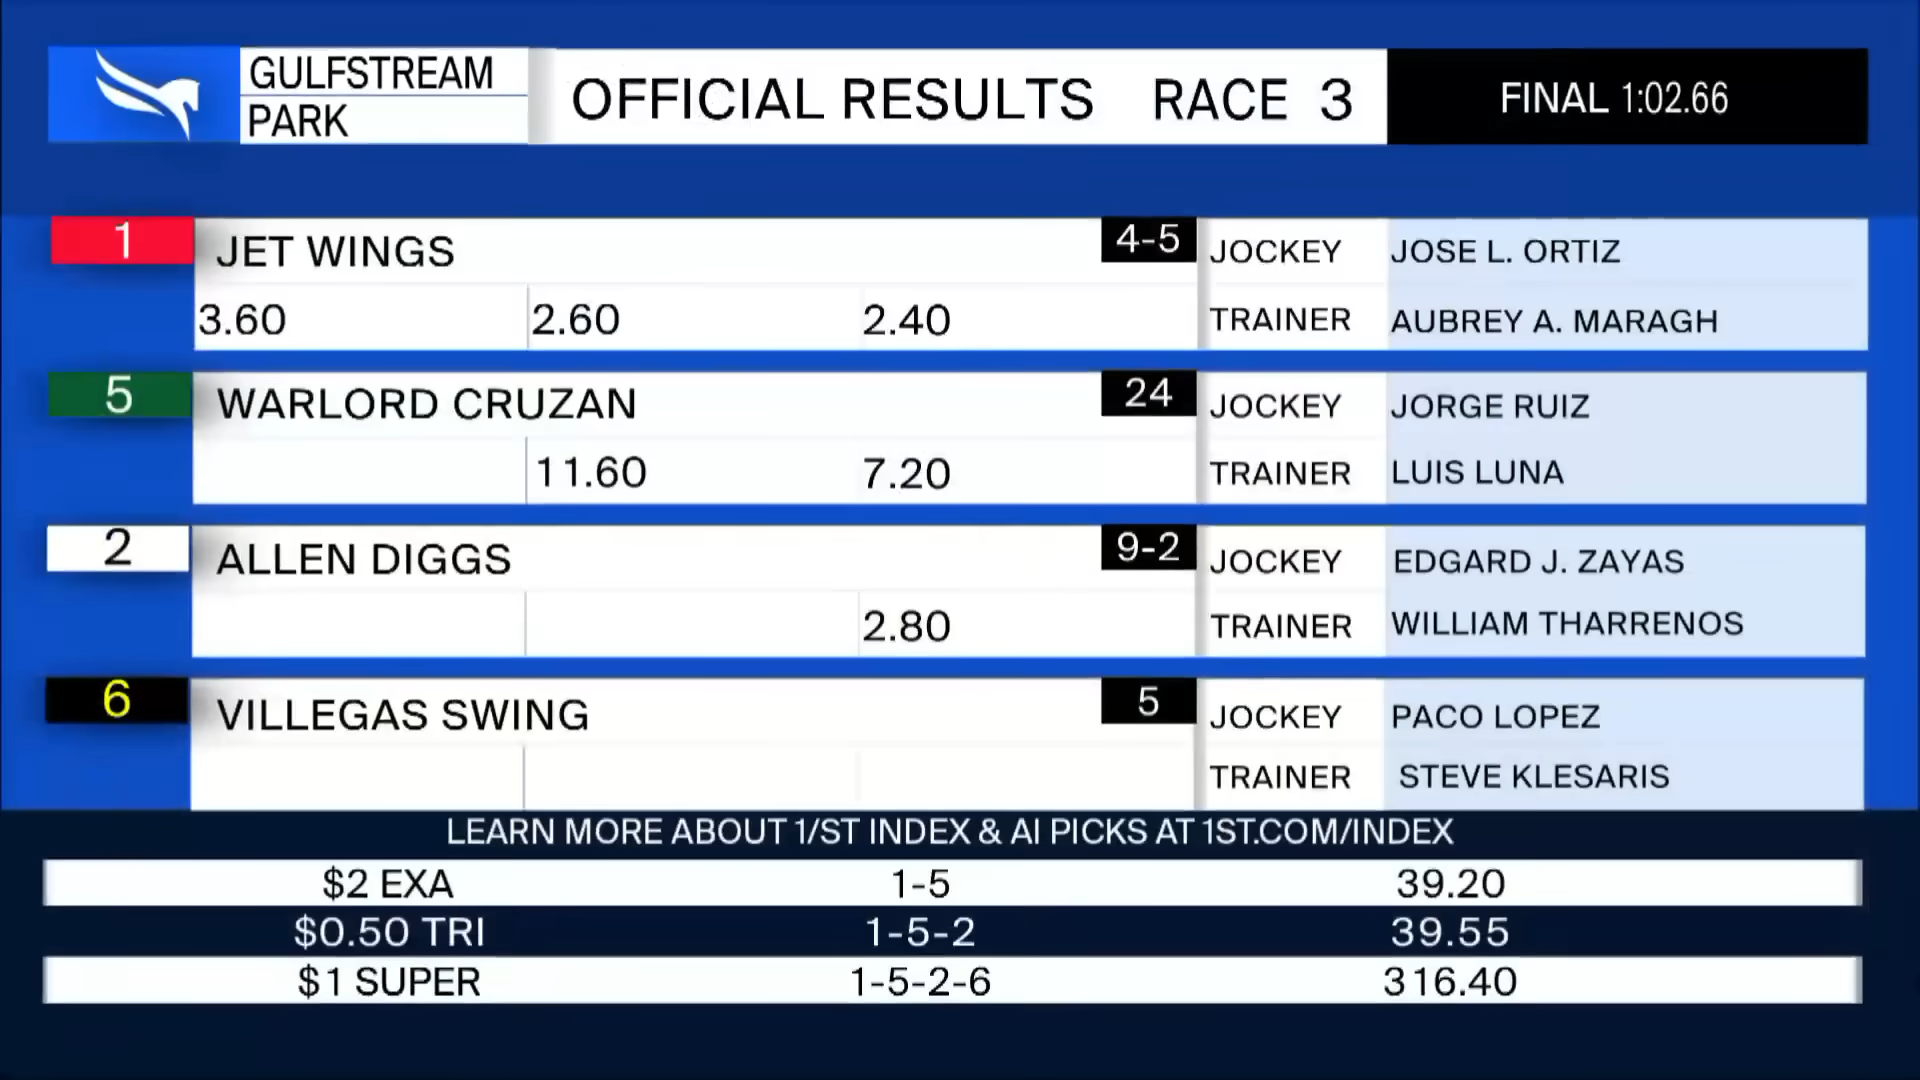 GULFSTREAM
PARK
OFFICIAL RESULTS RACE 3
FINAL 1:02.66
1 JET WINGS 4-5 JOCKEY JOSE L. ORTIZ
3.60 2.60 2.40 TRAINER AUBREY A. MARAGH
5 WARLORD CRUZAN 24 JOCKEY JORGE RUIZ
11.60 7.20 TRAINER LUIS LUNA
2 ALLEN DIGGS 9-2 JOCKEY EDGARD J. ZAYAS
2.80 TRAINER WILLIAM THARRENOS
6 VILLEGAS SWING 5 JOCKEY PACO LOPEZ
TRAINER STEVE KLESARIS
LEARN MORE ABOUT 1/ST INDEX & AI PICKS AT 1ST.COM/INDEX
$2 EXA 1-5 39.20
$0.50 TRI 1-5-2 39.55
$1 SUPER 1-5-2-6 316.40